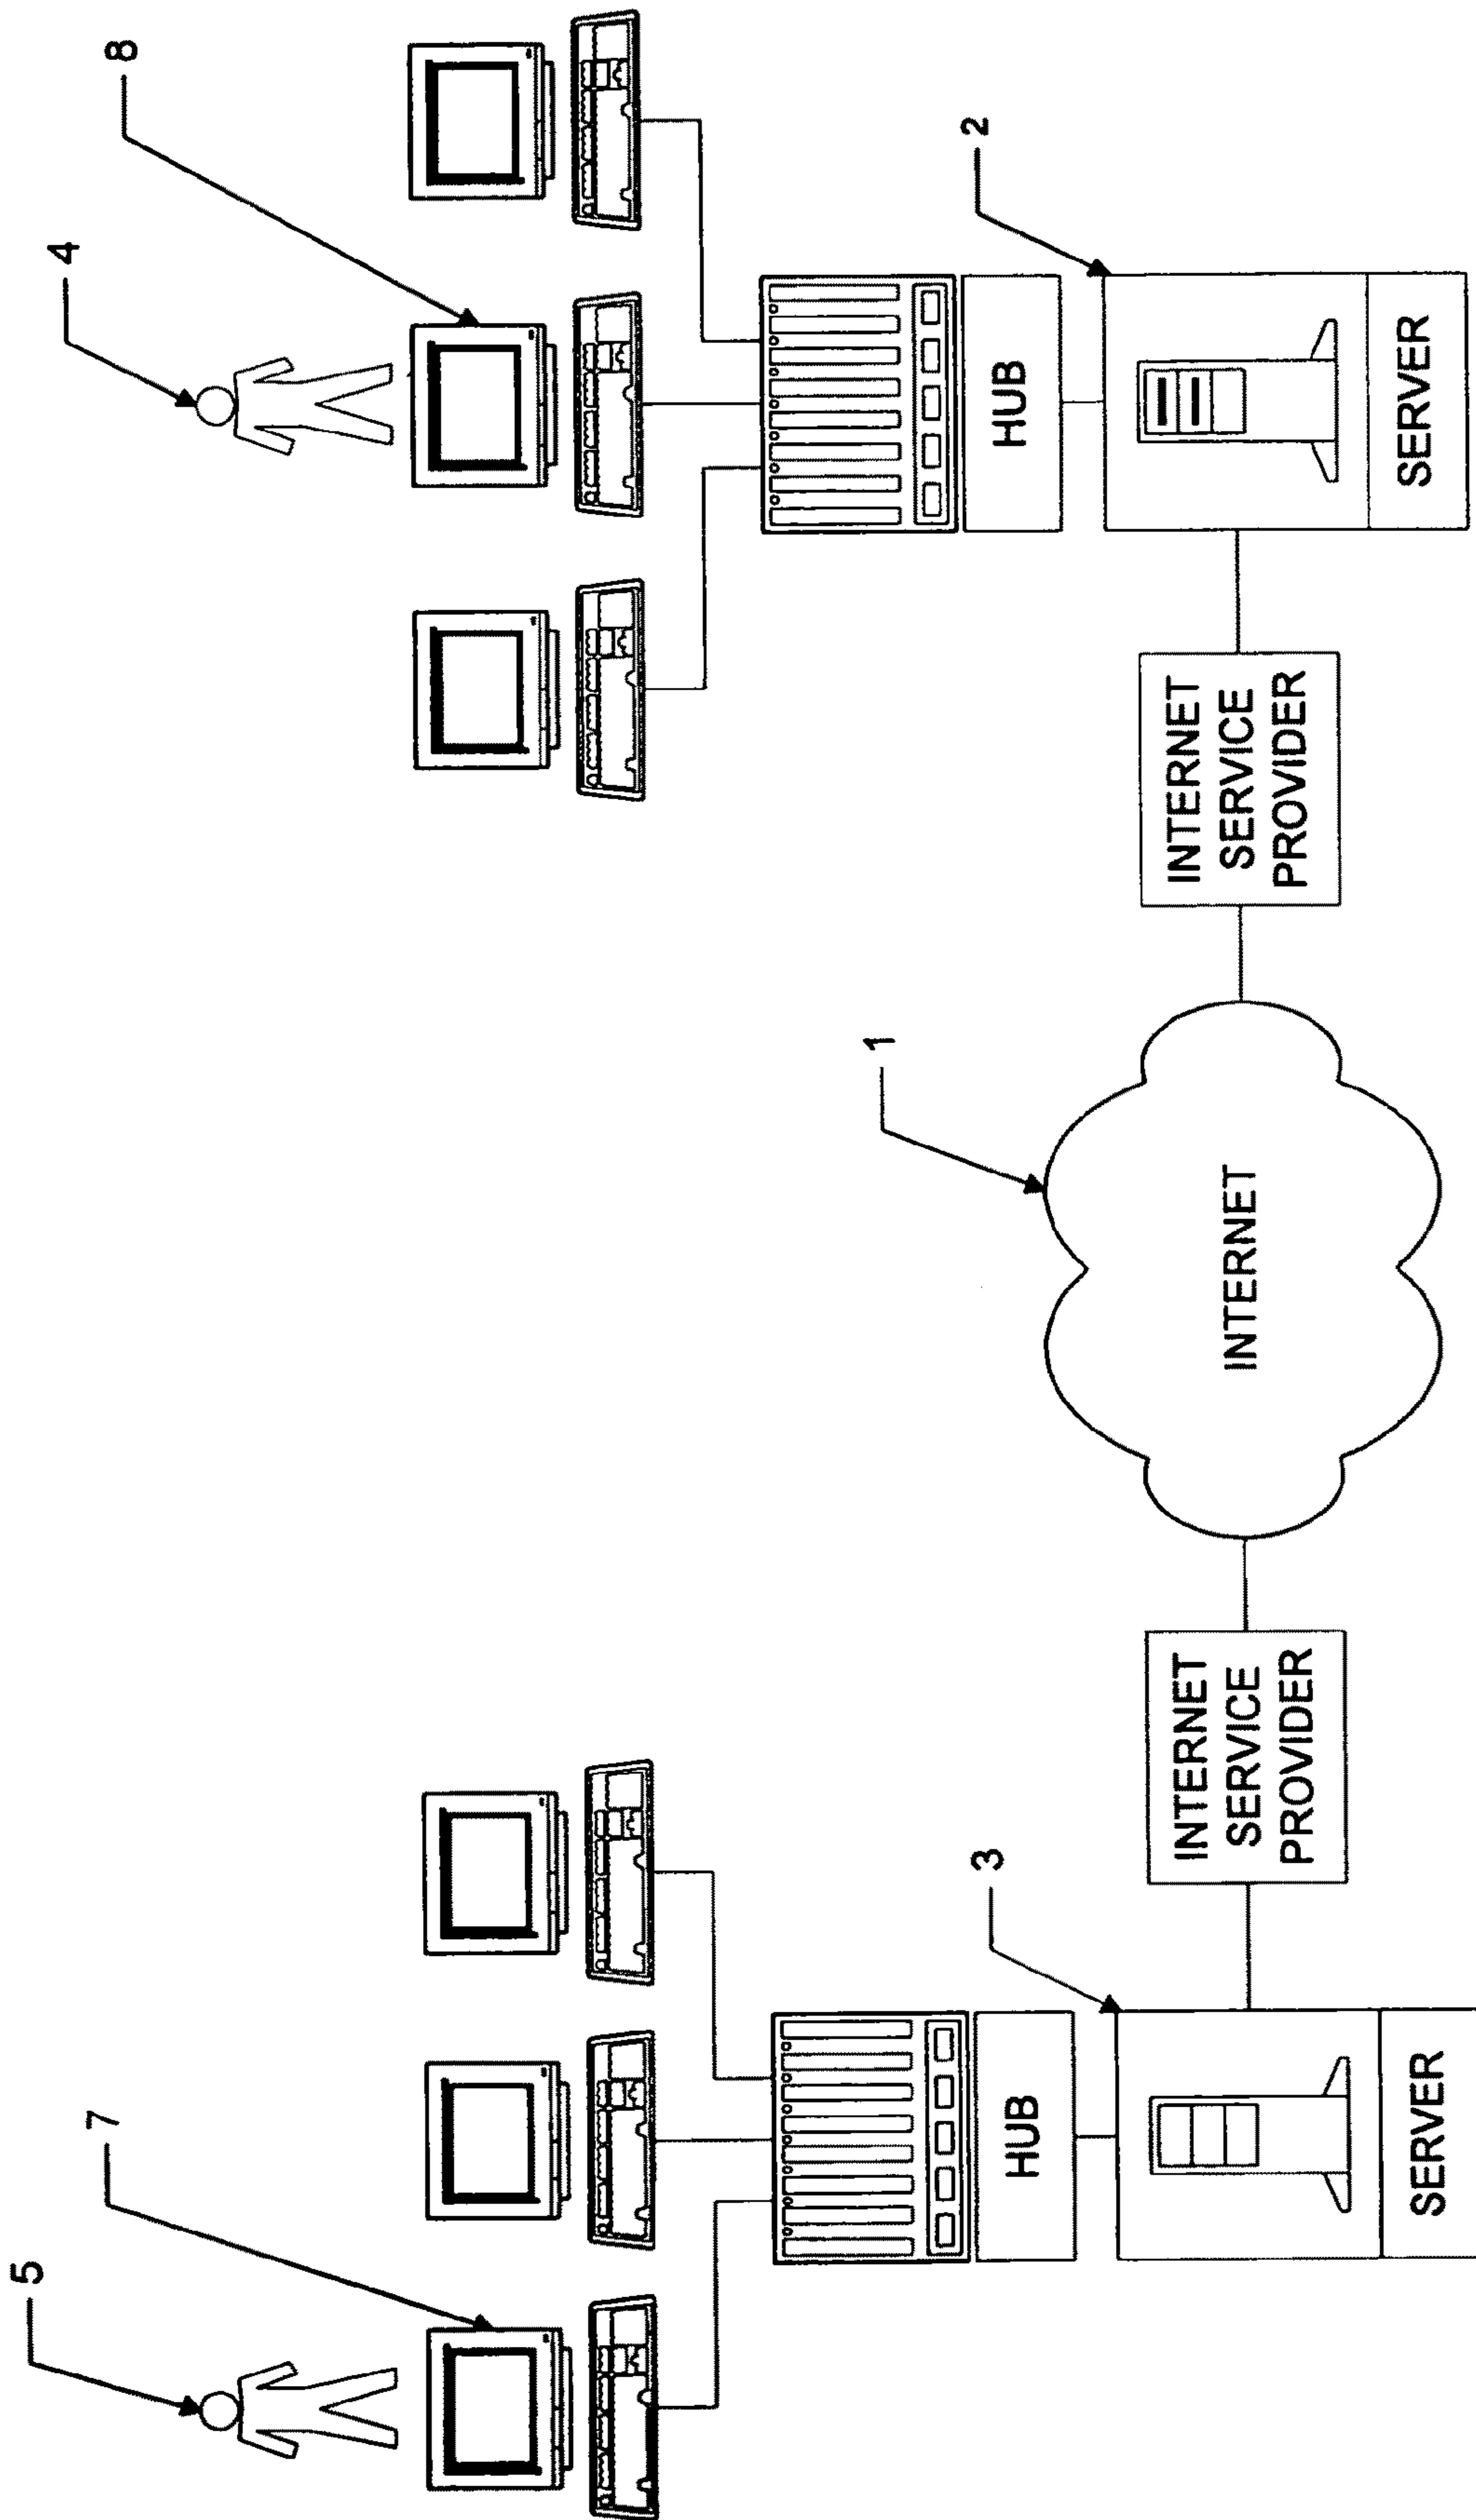 5
4
7
8
1
3
2
HUB
HUB
INTERNET
SERVICE
PROVIDER
INTERNET
INTERNET
SERVICE
PROVIDER
SERVER
SERVER